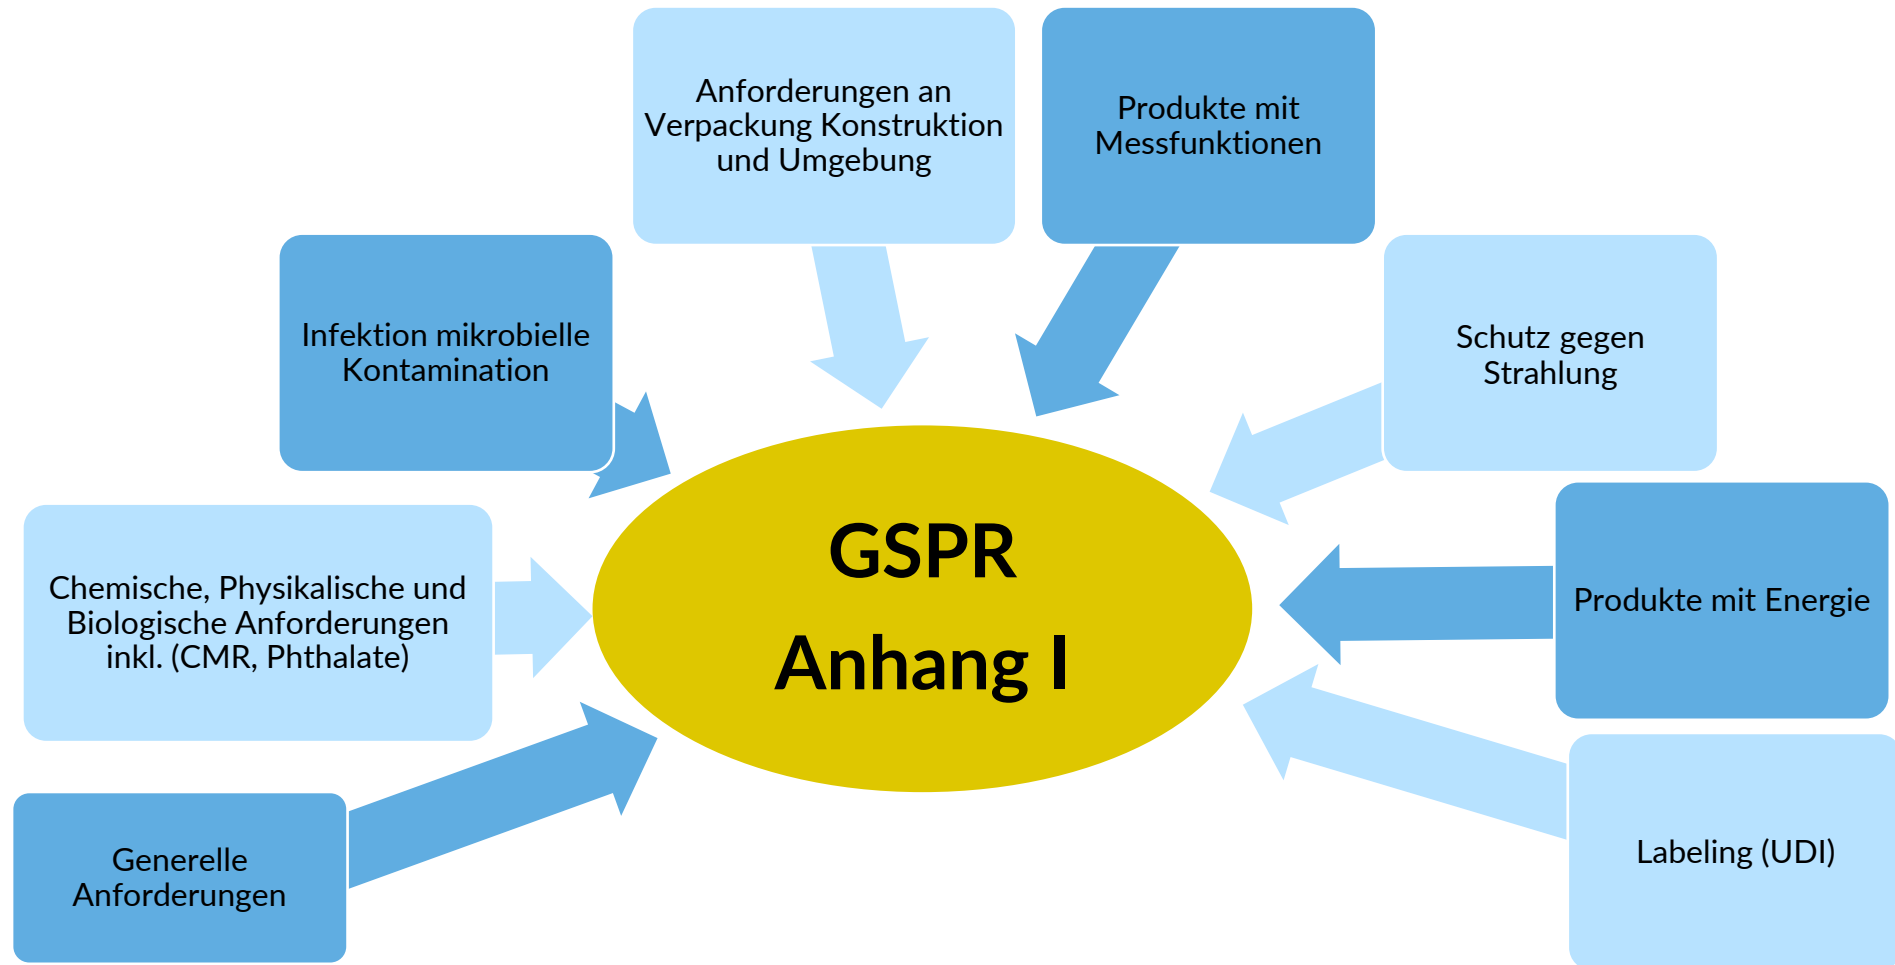 Anforderungen an
Verpackung Konstruktion
und Umgebung
Produkte mit
Messfunktionen
Infektion mikrobielle
Kontamination
Schutz gegen
Strahlung
Chemische, Physikalische und
Biologische Anforderungen
inkl. (CMR, Phthalate)
GSPR
Anhang I
Produkte mit Energie
Generelle
Anforderungen
Labeling (UDI)